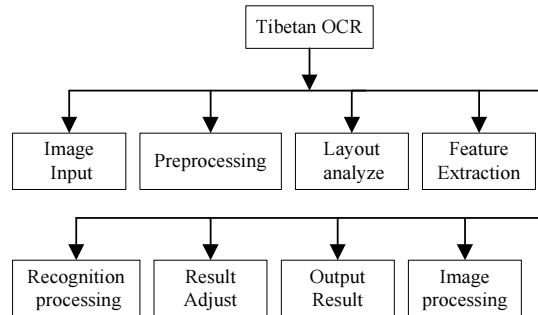 Tibetan OCR
Image
Input
Preprocessing
Layout
analyze
Feature
Extraction
Recognition
processing
Result
Adjust
Output
Result
Image
processing